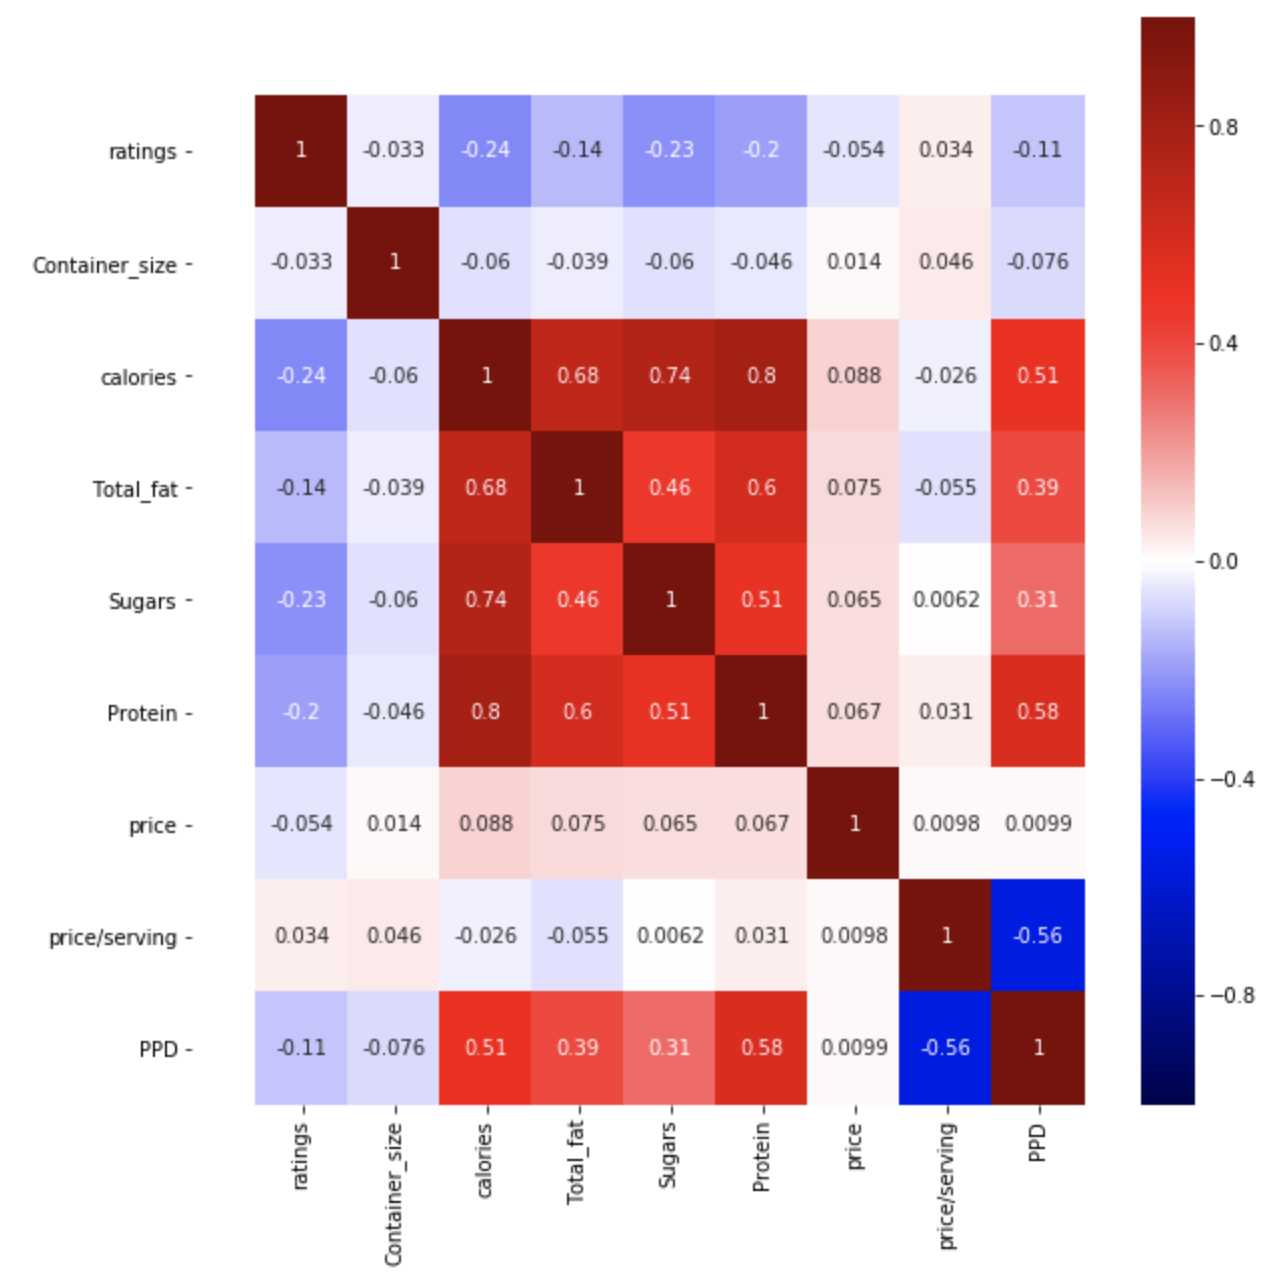 ratings 1 -0.033 -0.24 -0.14 -0.23 -0.2 -0.054 0.034 -0.11
Container_size -0.033 1 -0.06 -0.039 -0.06 -0.046 0.014 0.046 -0.076
calories -0.24 -0.06 1 0.68 0.74 0.8 0.088 -0.026 0.51
Total_fat -0.14 -0.039 0.68 1 0.46 0.6 0.075 -0.055 0.39
Sugars -0.23 -0.06 0.74 0.46 1 0.51 0.065 0.0062 0.31
Protein -0.2 -0.046 0.8 0.6 0.51 1 0.067 0.031 0.58
price -0.054 0.014 0.088 0.075 0.065 0.067 1 0.0098 0.0099
price/serving 0.034 0.046 -0.026 -0.055 0.0062 0.031 0.0098 1 -0.56
PPD -0.11 -0.076 0.51 0.39 0.31 0.58 0.0099 -0.56 1
ratings
Container_size
calories
Total_fat
Sugars
Protein
price
price/serving
PPD
0.8
0.4
0.0
−0.4
−0.8